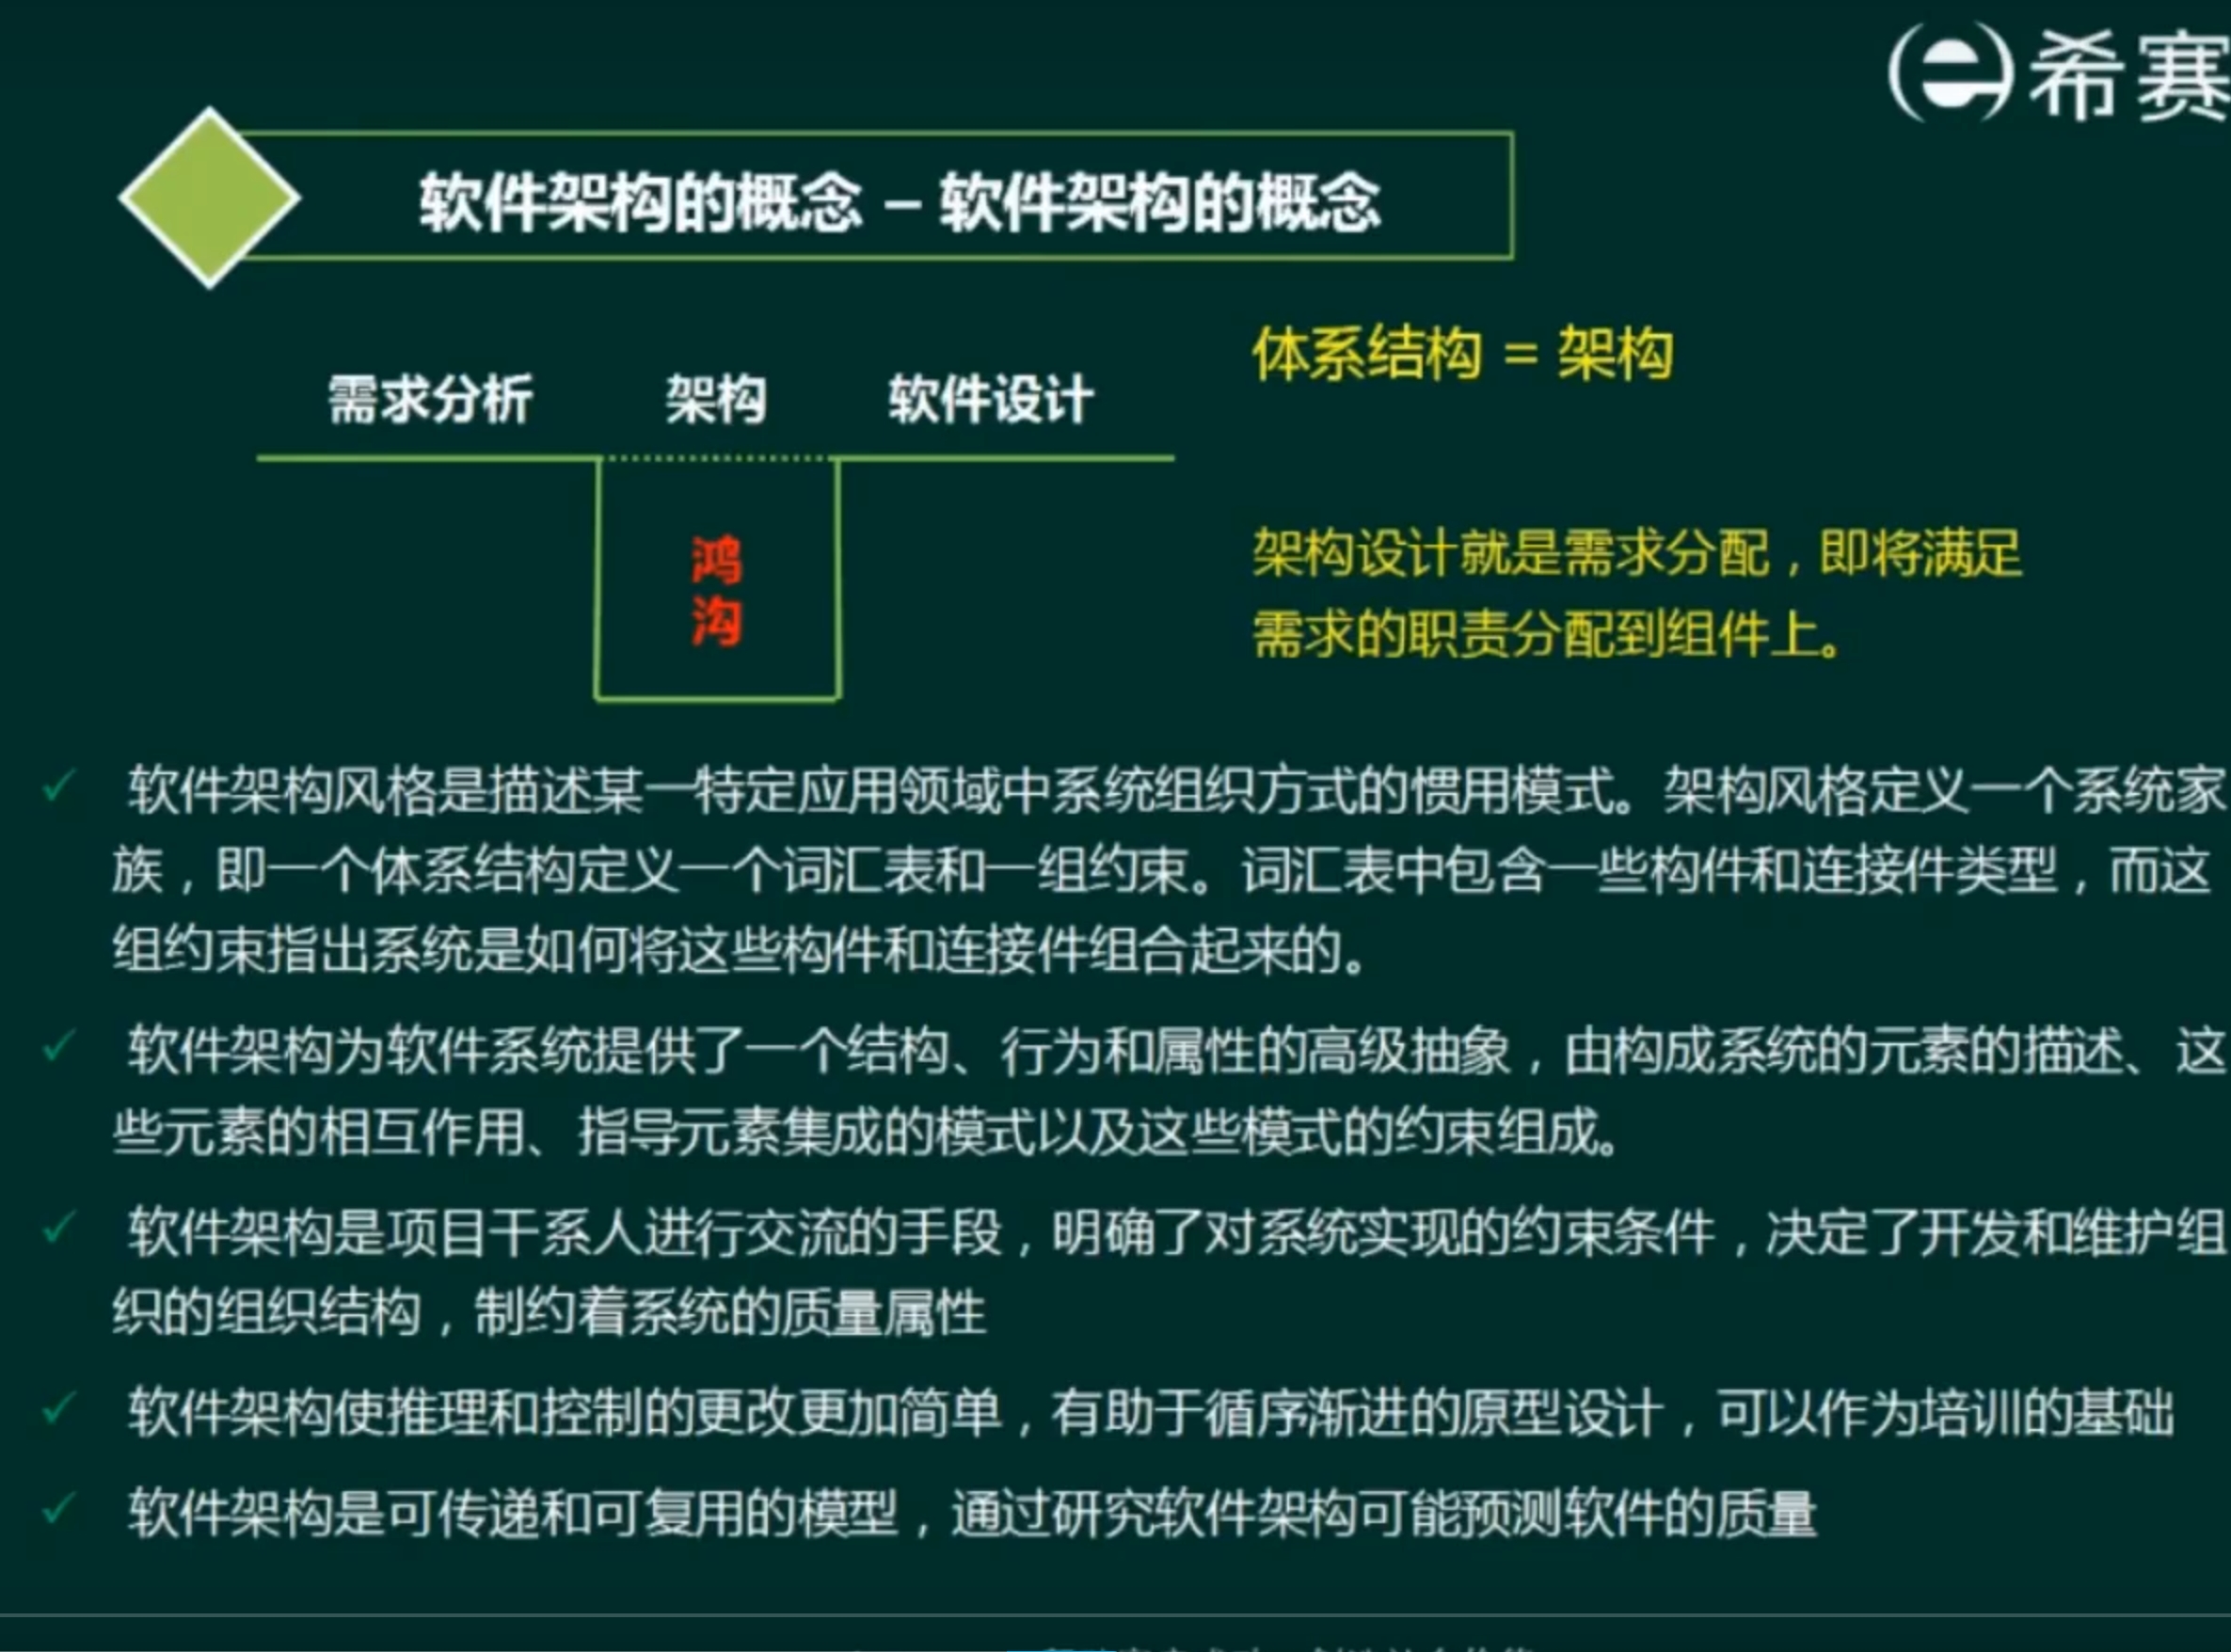 希赛
软件架构的概念 – 软件架构的概念
体系结构 = 架构
需求分析 架构 软件设计
鸿
沟
架构设计就是需求分配，即将满足
需求的职责分配到组件上。
✓ 软件架构风格是描述某一特定应用领域中系统组织方式的惯用模式。架构风格定义一个系统家
族，即一个体系结构定义一个词汇表和一组约束。词汇表中包含一些构件和连接件类型，而这
组约束指出系统是如何将这些构件和连接件组合起来的。
✓ 软件架构为软件系统提供了一个结构、行为和属性的高级抽象，由构成系统的元素的描述、这
些元素的相互作用、指导元素集成的模式以及这些模式的约束组成。
✓ 软件架构是项目干系人进行交流的手段，明确了对系统实现的约束条件，决定了开发和维护组
织的组织结构，制约着系统的质量属性
✓ 软件架构使推理和控制的更改更加简单，有助于循序渐进的原型设计，可以作为培训的基础
✓ 软件架构是可传递和可复用的模型，通过研究软件架构可能预测软件的质量